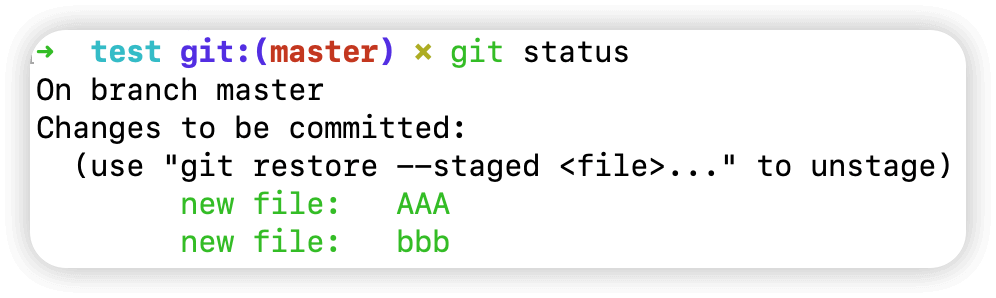 ➜  test git:(master) ✗ git status
On branch master
Changes to be committed:
  (use "git restore --staged <file>..." to unstage)
        new file:   AAA
        new file:   bbb